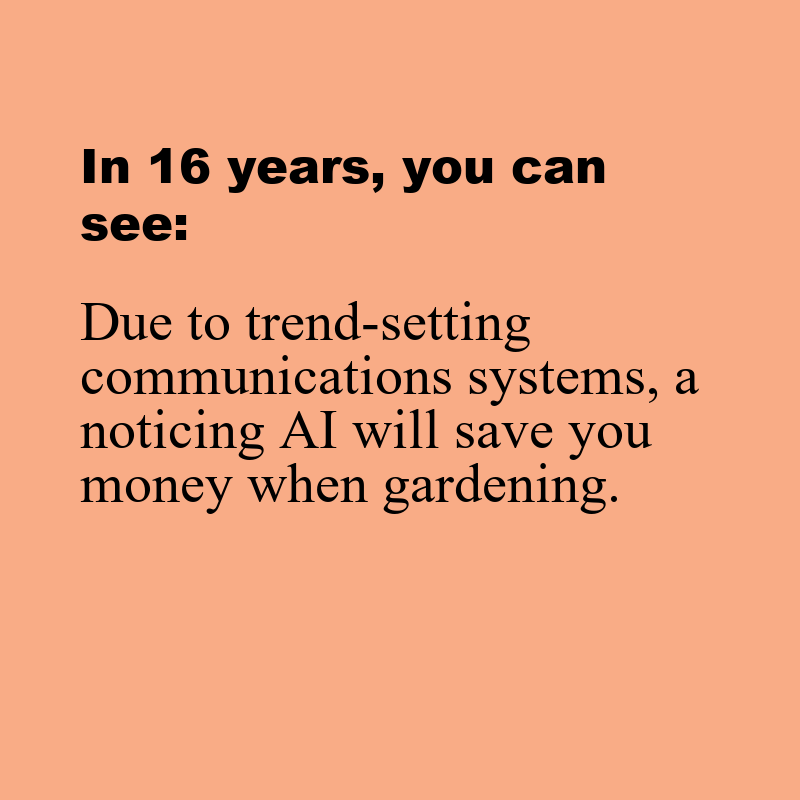 In 16 years, you can
see:
Due to trend-setting
communications systems, a
noticing AI will save you
money when gardening.